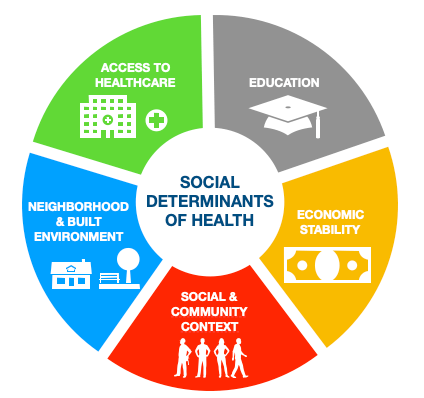 ACCESS TO
HEALTHCARE
EDUCATION
SOCIAL
DETERMINANTS
OF HEALTH
NEIGHBORHOOD
& BUILT
ENVIRONMENT
ECONOMIC
STABILITY
SOCIAL &
COMMUNITY
CONTEXT